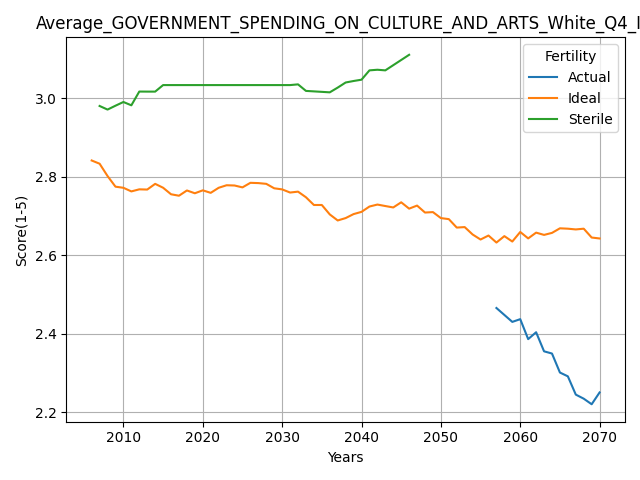 Average_GOVERNMENT_SPENDING_ON_CULTURE_AND_ARTS_White_Q4_I
Fertility
Actual
Ideal
Sterile
Score(1-5)
3.0
2.8
2.6
2.4
2.2
2010 2020 2030 2040 2050 2060 2070
Years